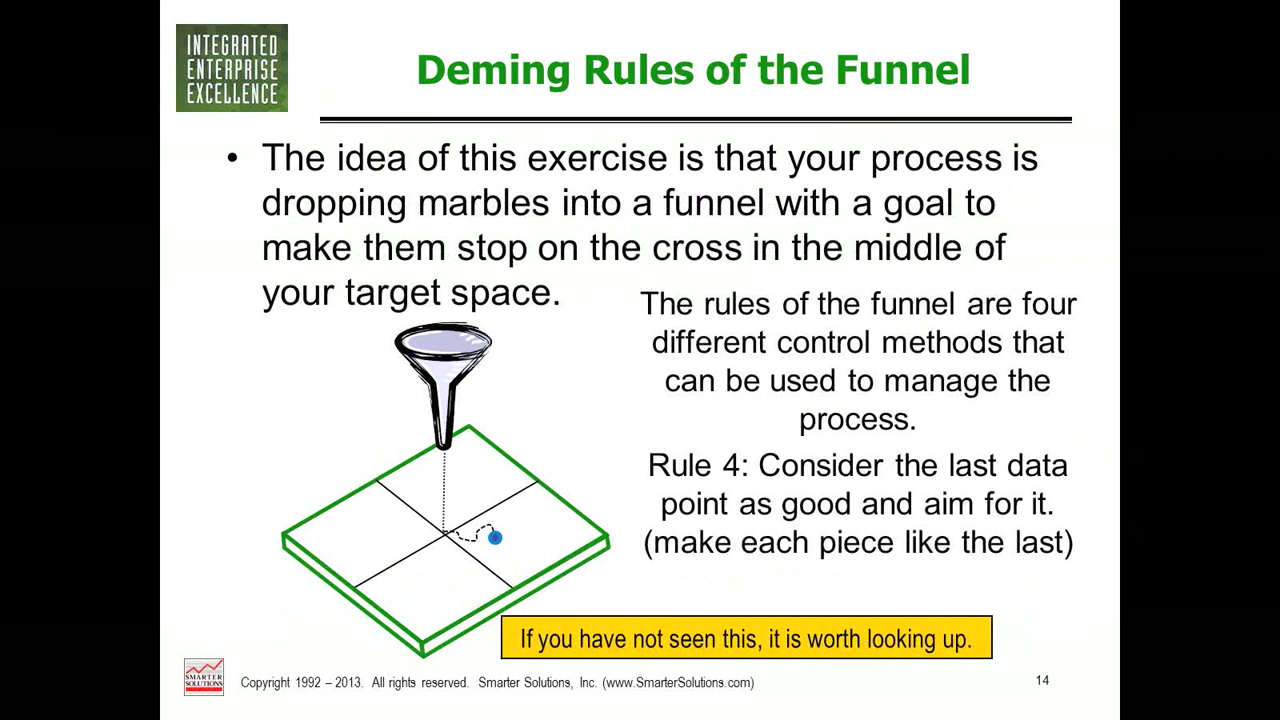 INTEGRATED
ENTERPRISE
EXCELLENCE
Deming Rules of the Funnel
• The idea of this exercise is that your process is
dropping marbles into a funnel with a goal to
make them stop on the cross in the middle of
your target space.
The rules of the funnel are four
different control methods that
can be used to manage the
process.
Rule 4: Consider the last data
point as good and aim for it.
(make each piece like the last)
If you have not seen this, it is worth looking up.
SMARTER
SOLUTIONS
Copyright 1992 – 2013. All rights reserved. Smarter Solutions, Inc. (www.SmarterSolutions.com)
14